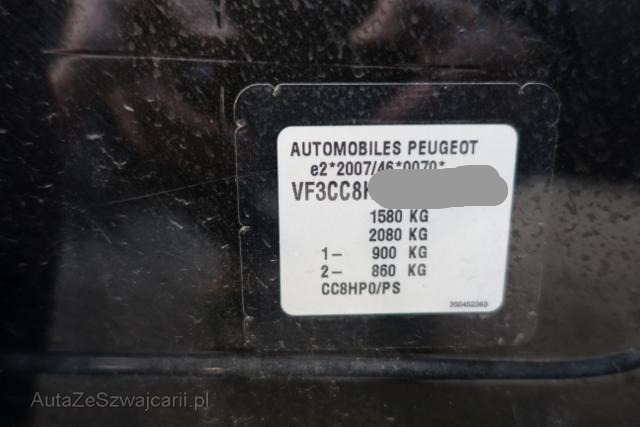 AUTOMOBILES PEUGEOT
e2*2007/46*0070*
VF3CC8
1580 KG
2080 KG
1- 900 KG
2- 860 KG
CC8HP0/PS
250452363
AutaZeSzwajcarii.pl